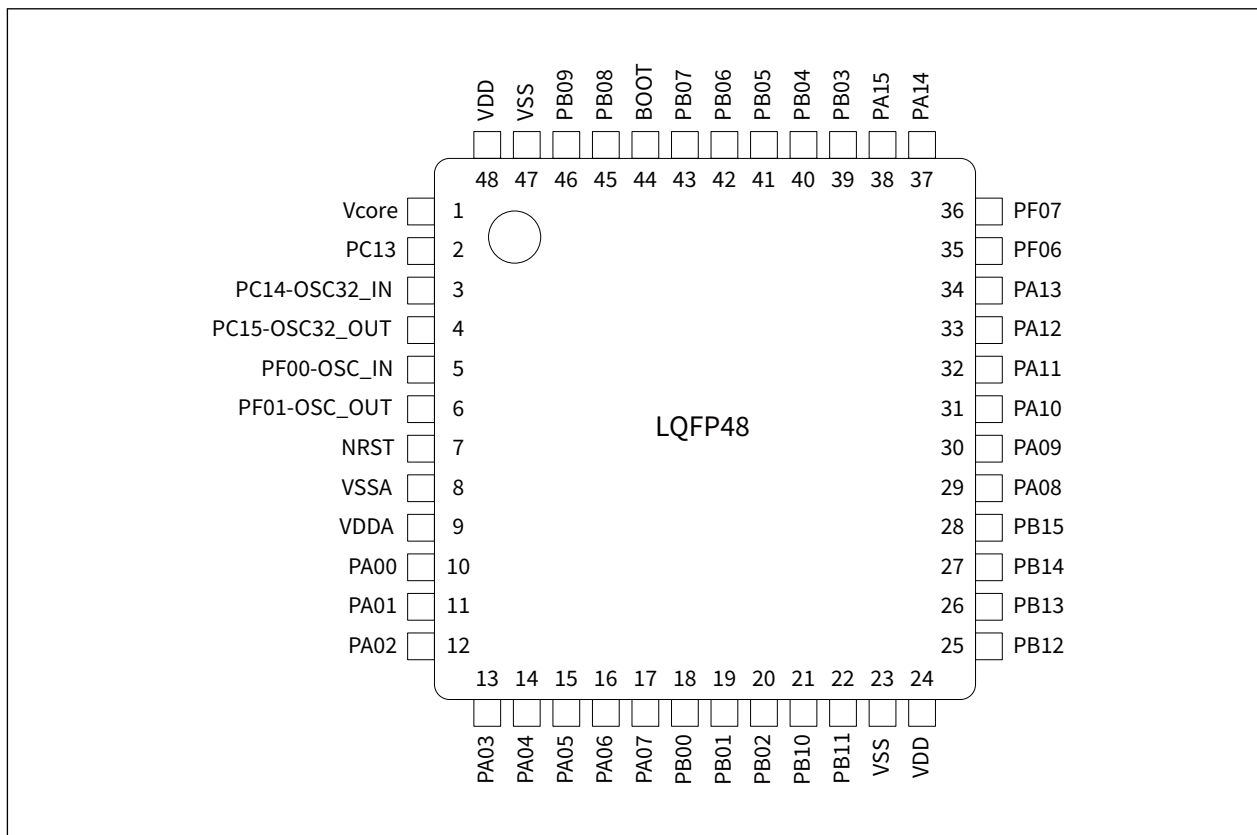 VDD VSS PB09 PB08 BOOT PB07 PB06 PB05 PB04 PB03 PA15 PA14
48 47 46 45 44 43 42 41 40 39 38 37
Vcore 1 36 PF07
PC13 2 35 PF06
PC14-OSC32_IN 3 34 PA13
PC15-OSC32_OUT 4 33 PA12
PF00-OSC_IN 5 32 PA11
PF01-OSC_OUT 6 31 PA10
LQFP48
NRST 7 30 PA09
VSSA 8 29 PA08
VDDA 9 28 PB15
PA00 10 27 PB14
PA01 11 26 PB13
PA02 12 25 PB12
13 14 15 16 17 18 19 20 21 22 23 24
PA03 PA04 PA05 PA06 PA07 PB00 PB01 PB02 PB10 PB11 VSS VDD